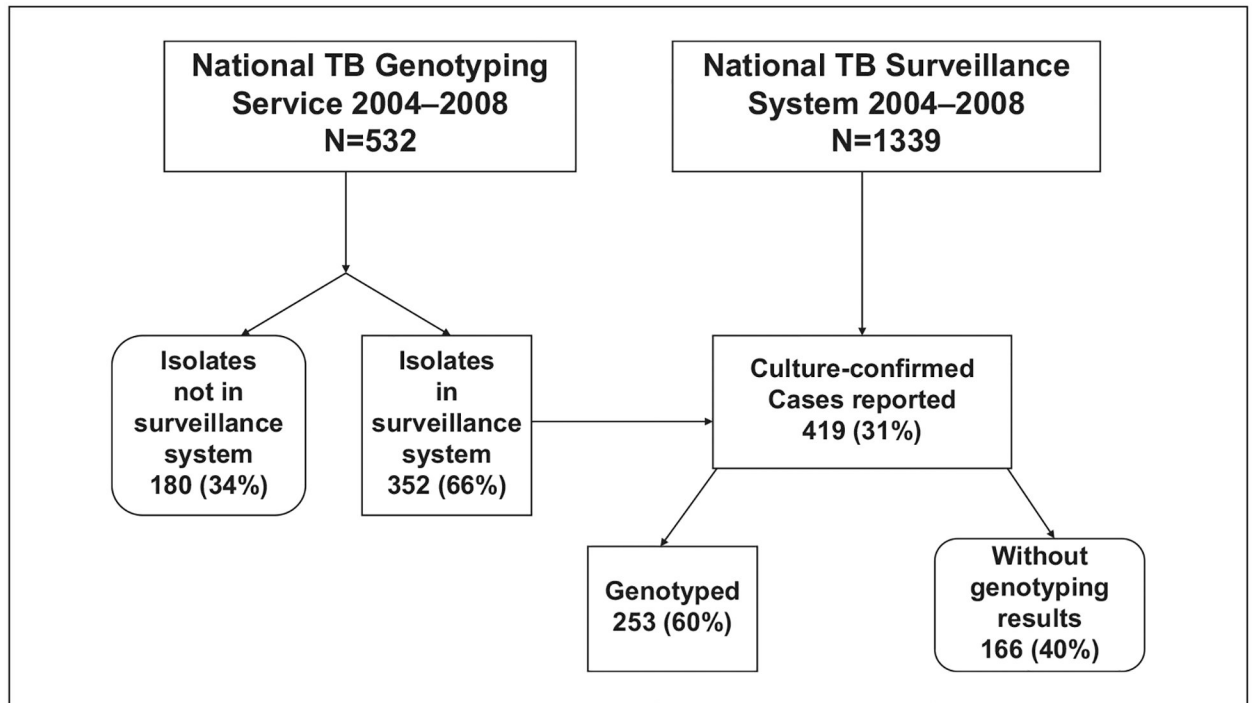 National TB Genotyping
Service 2004–2008
N=532
National TB Surveillance
System 2004–2008
N=1339
Isolates
not in
surveillance
system
180 (34%)
Isolates
in
surveillance
system
352 (66%)
Culture-confirmed
Cases reported
419 (31%)
Genotyped
253 (60%)
Without
genotyping
results
166 (40%)